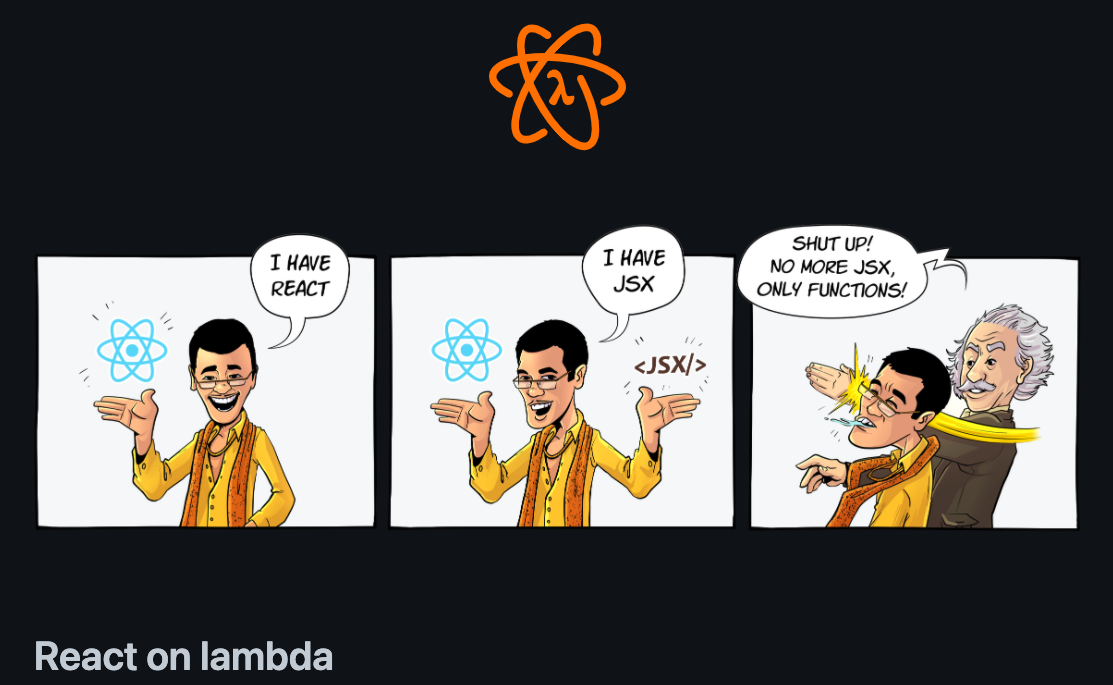 λ
I HAVE
REACT
I HAVE
JSX
<JSX/>
SHUT UP!
NO MORE JSX,
ONLY FUNCTIONS!
React on lambda